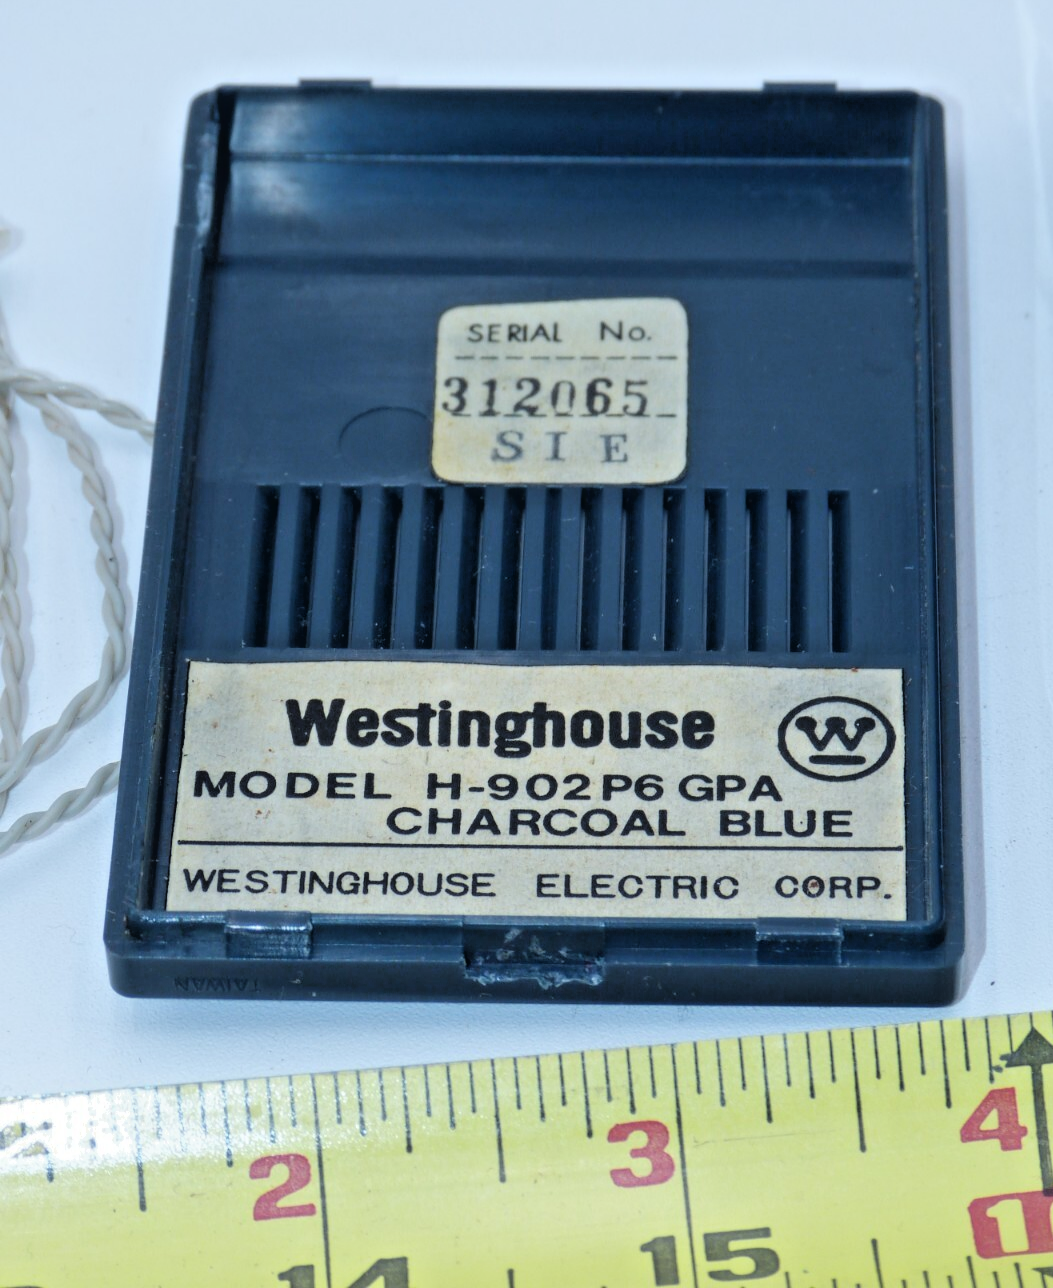 SERIAL No.
312065
SIE
Westinghouse W
MODEL H-902P6 GPA
CHARCOAL BLUE
WESTINGHOUSE ELECTRIC CORP.
TAIWAN
2 3 4
14 15